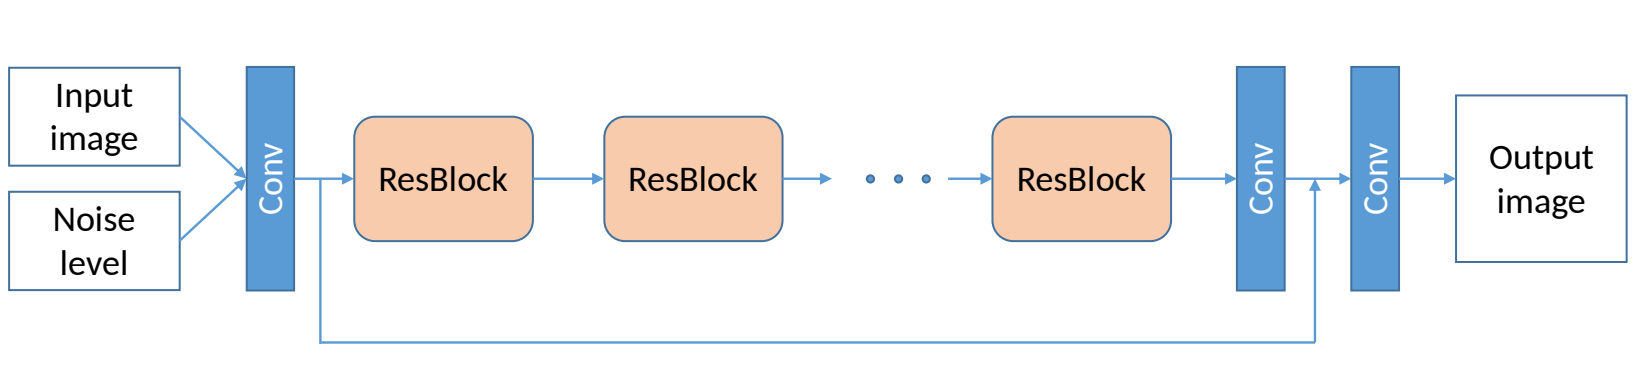 Input
image
Noise
level
Conv
ResBlock
ResBlock
ResBlock
Conv
Conv
Output
image